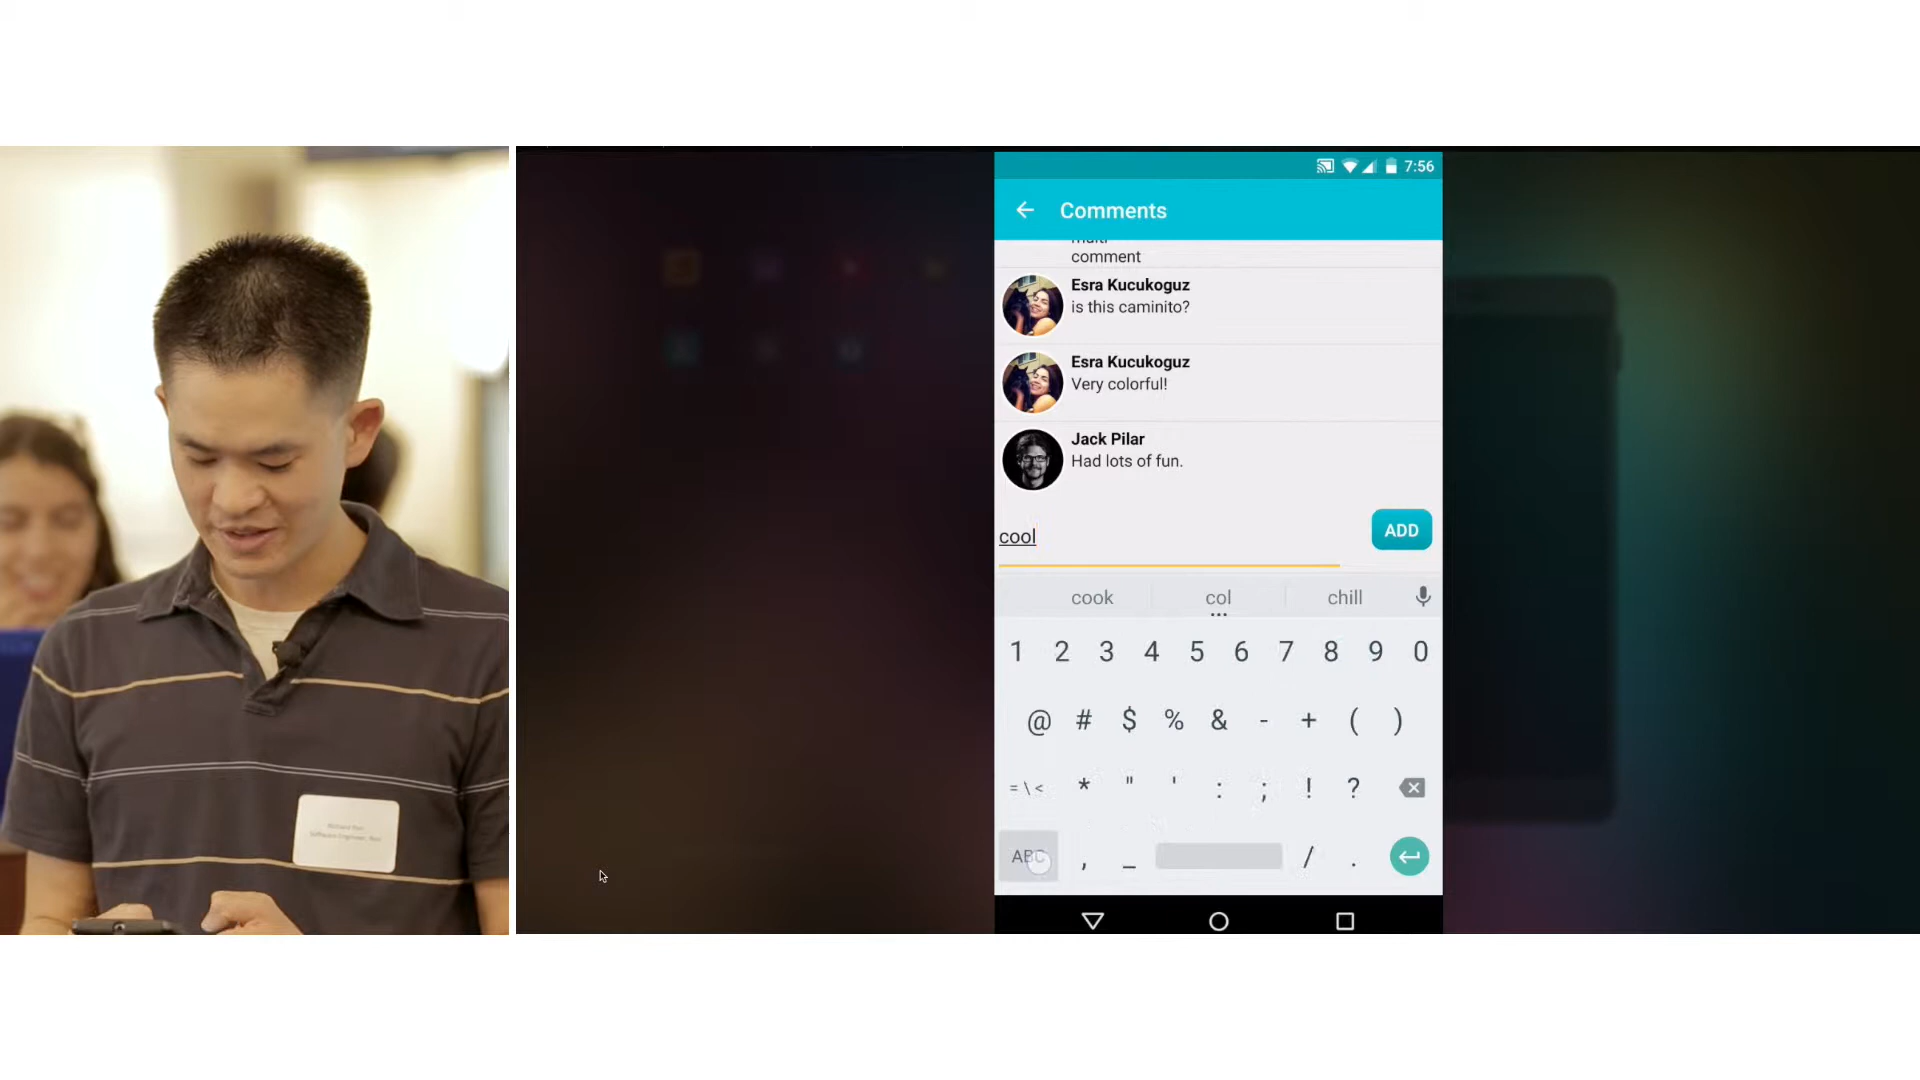 7:56
Comments
comment
Esra Kucukoguz
is this caminito?
Esra Kucukoguz
Very colorful!
Jack Pilar
Had lots of fun.
cool
ADD
cook col chill
1 2 3 4 5 6 7 8 9 0
@ # $ % & - + ( )
= \ < * " ' : ; ! ?
ABC , _ / .